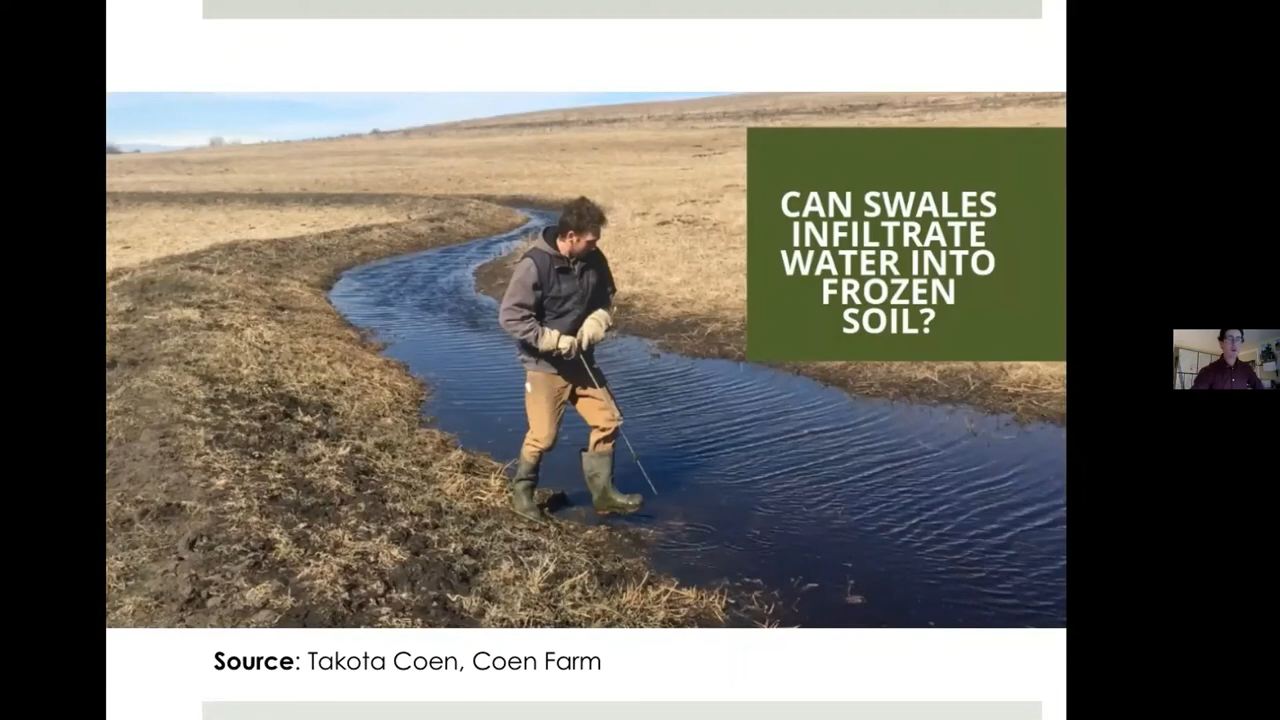 CAN SWALES
INFILTRATE
WATER INTO
FROZEN
SOIL?
Source: Takota Coen, Coen Farm